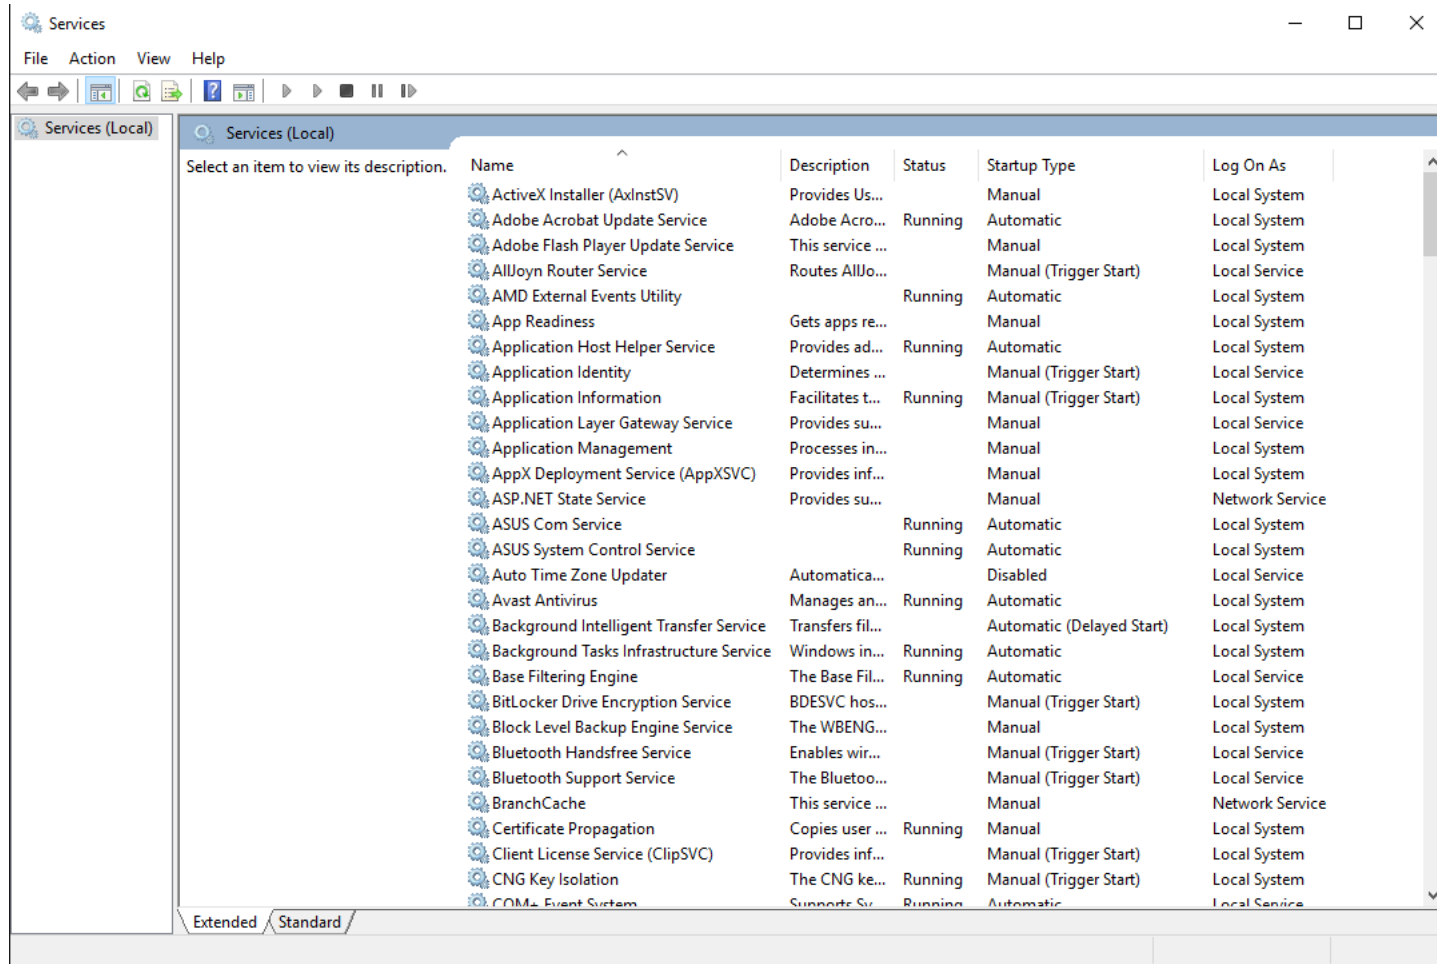 Services
File Action View Help
Services (Local)
Services (Local)
Select an item to view its description.
Name Description Status Startup Type Log On As
ActiveX Installer (AxInstSV) Provides Us... Manual Local System
Adobe Acrobat Update Service Adobe Acro... Running Automatic Local System
Adobe Flash Player Update Service This service ... Manual Local System
AllJoyn Router Service Routes AllJo... Manual (Trigger Start) Local Service
AMD External Events Utility Running Automatic Local System
App Readiness Gets apps re... Manual Local System
Application Host Helper Service Provides ad... Running Automatic Local System
Application Identity Determines ... Manual (Trigger Start) Local Service
Application Information Facilitates t... Running Manual (Trigger Start) Local System
Application Layer Gateway Service Provides su... Manual Local Service
Application Management Processes in... Manual Local System
AppX Deployment Service (AppXSVC) Provides inf... Manual Local System
ASP.NET State Service Provides su... Manual Network Service
ASUS Com Service Running Automatic Local System
ASUS System Control Service Running Automatic Local System
Auto Time Zone Updater Automatica... Disabled Local Service
Avast Antivirus Manages an... Running Automatic Local System
Background Intelligent Transfer Service Transfers fil... Automatic (Delayed Start) Local System
Background Tasks Infrastructure Service Windows in... Running Automatic Local System
Base Filtering Engine The Base Fil... Running Automatic Local Service
BitLocker Drive Encryption Service BDESVC hos... Manual (Trigger Start) Local System
Block Level Backup Engine Service The WBENG... Manual Local System
Bluetooth Handsfree Service Enables wir... Manual (Trigger Start) Local Service
Bluetooth Support Service The Bluetoo... Manual (Trigger Start) Local Service
BranchCache This service ... Manual Network Service
Certificate Propagation Copies user ... Running Manual Local System
Client License Service (ClipSVC) Provides inf... Manual (Trigger Start) Local System
CNG Key Isolation The CNG ke... Running Manual (Trigger Start) Local System
COM+ Event System Supports Sy... Running Automatic Local Service
Extended Standard